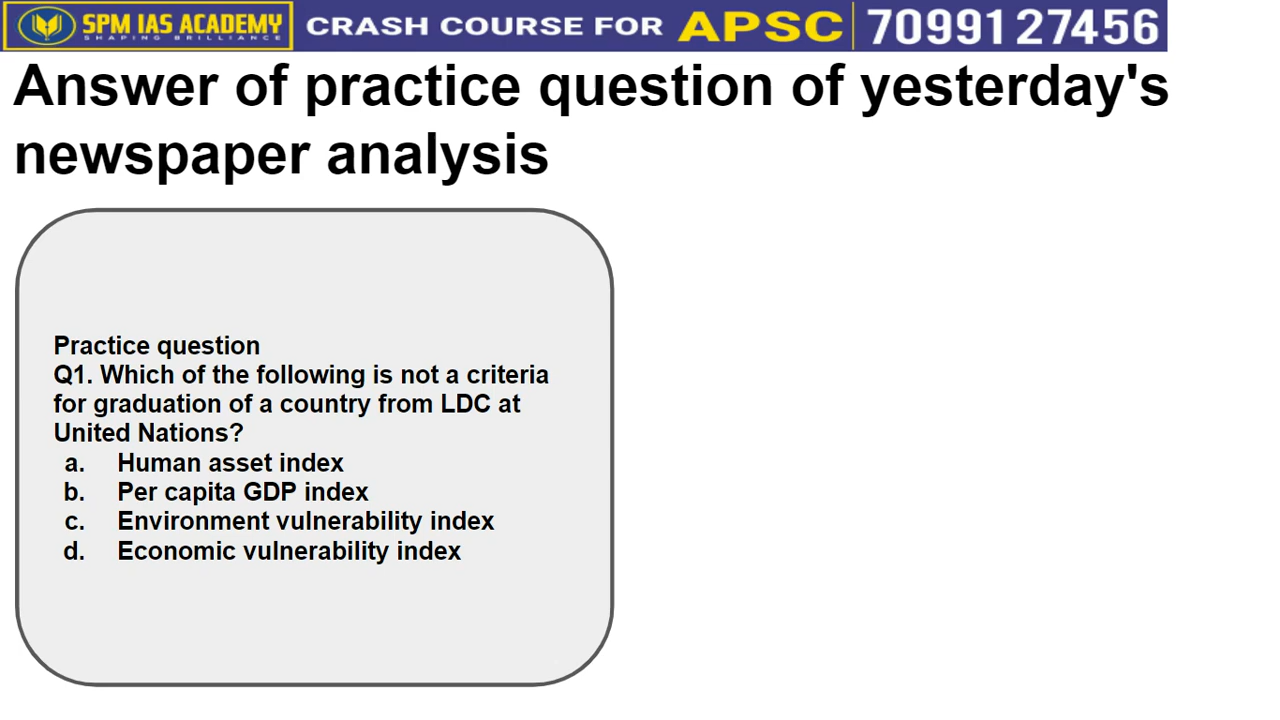 SPM IAS ACADEMY
SHAPING BRILLIANCE
CRASH COURSE FOR APSC 70991 27456
Answer of practice question of yesterday's
newspaper analysis
Practice question
Q1. Which of the following is not a criteria
for graduation of a country from LDC at
United Nations?
a. Human asset index
b. Per capita GDP index
c. Environment vulnerability index
d. Economic vulnerability index